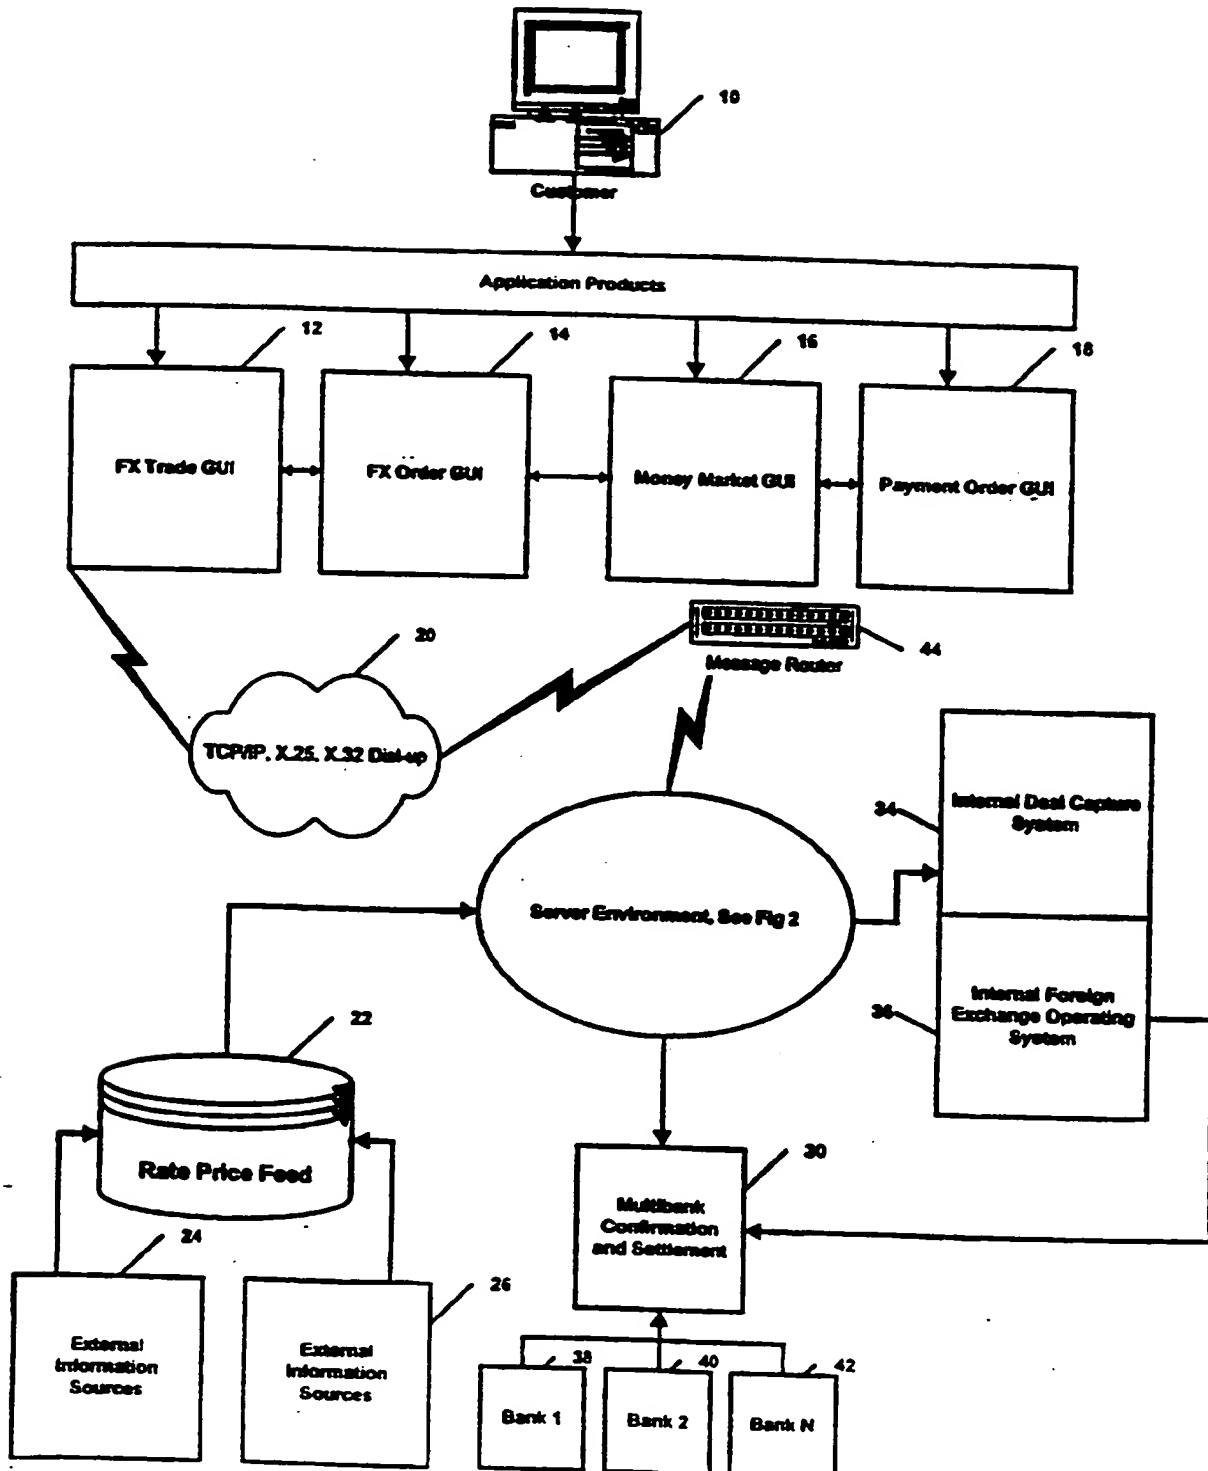 10
Customer
Application Products
12
14
16
18
FX Trade GUI
FX Order GUI
Money Market GUI
Payment Order GUI
20
44
Message Router
TCP/IP, X.25, X.32 Dial-up
34
Internal Deal Capture
System
Server Environment, See Fig 2
36
Internal Foreign
Exchange Operating
System
22
Rate Price Feed
30
Multibank
Confirmation
and Settlement
24
26
External
Information
Sources
External
Information
Sources
38
40
42
Bank 1
Bank 2
Bank N